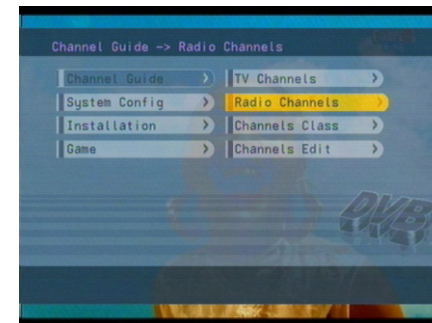 Channel Guide -> Radio Channels
Channel Guide >
System Config >
Installation >
Game >
TV Channels >
Radio Channels >
Channels Class >
Channels Edit >
DVB